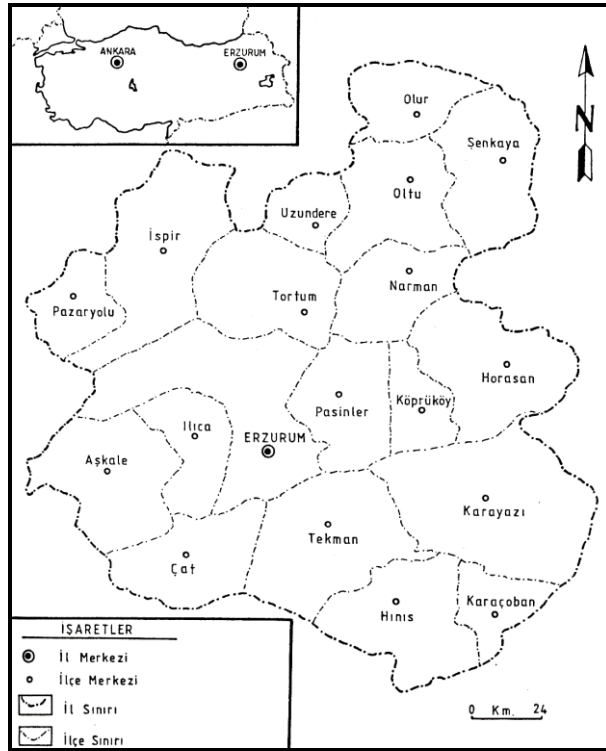 ANKARA
ERZURUM
N
Olur
Şenkaya
Oltu
Uzundere
İspir
Narman
Pazaryolu
Tortum
Horasan
Pasinler
Köprüköy
Ilıca
ERZURUM
Aşkale
Karayazı
Tekman
Çat
Hınıs
Karaçoban
İŞARETLER
İl Merkezi
İlçe Merkezi
İl Sınırı
İlçe Sınırı
0 Km. 24